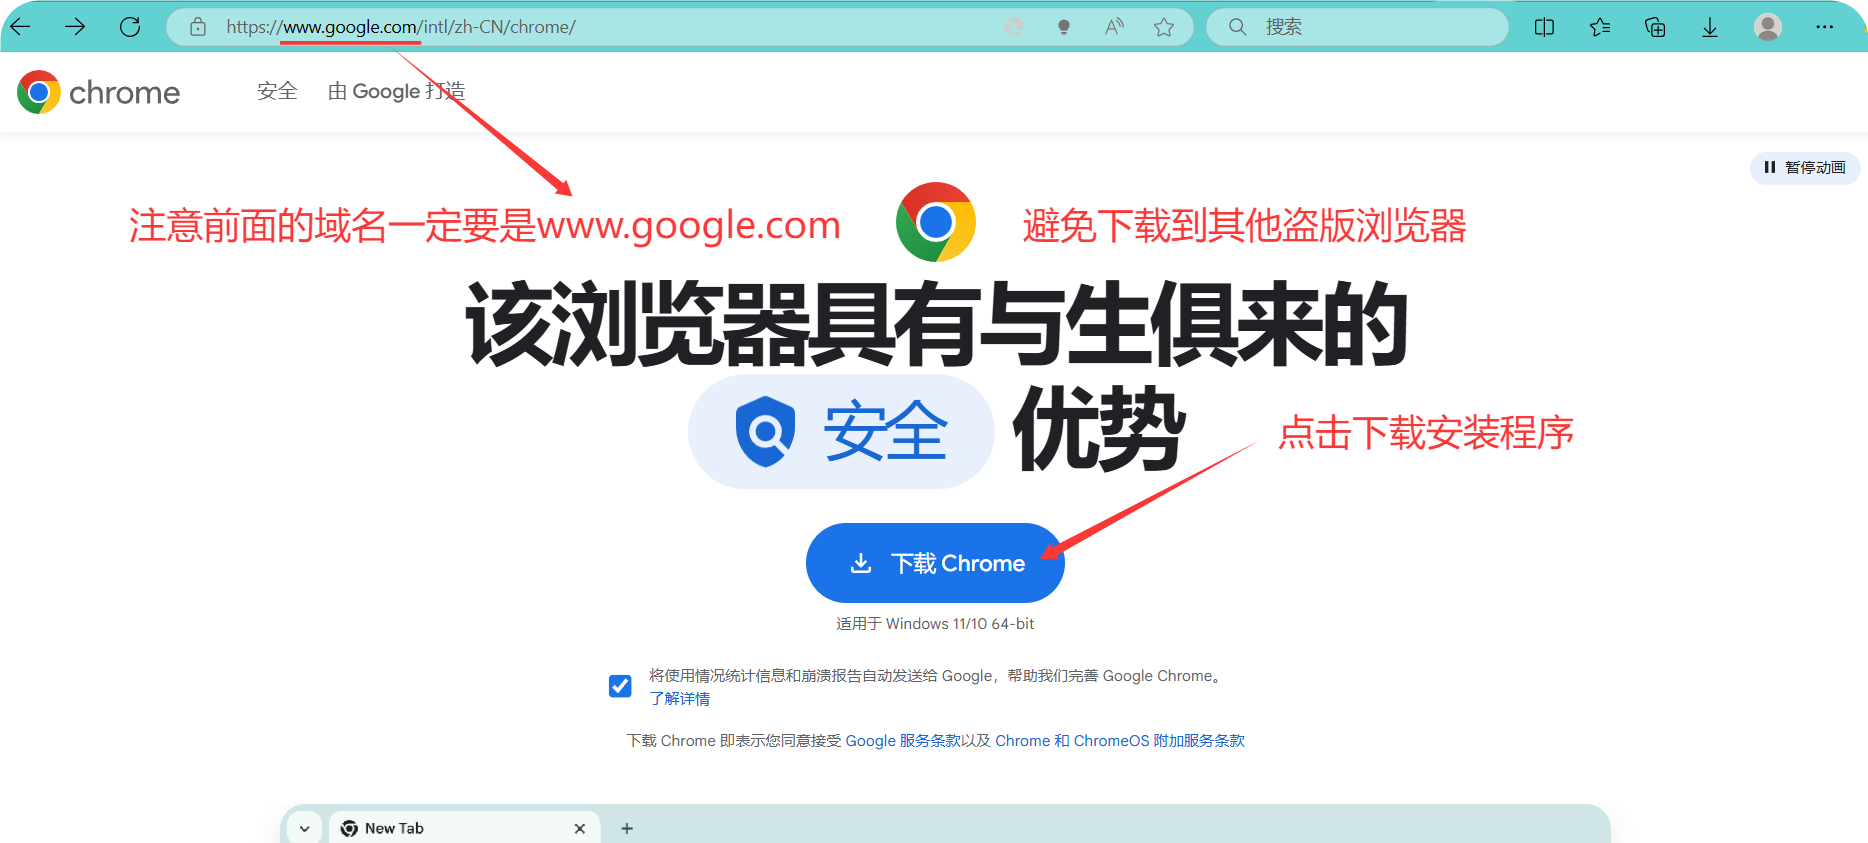 https://www.google.com/intl/zh-CN/chrome/
搜索
chrome
安全
由 Google 打造
暂停动画
注意前面的域名一定要是www.google.com
避免下载到其他盗版浏览器
该浏览器具有与生俱来的
安全 优势
点击下载安装程序
下载 Chrome
适用于 Windows 11/10 64-bit
将使用情况统计信息和崩溃报告自动发送给 Google，帮助我们完善 Google Chrome。
了解详情
下载 Chrome 即表示您同意接受 Google 服务条款以及 Chrome 和 ChromeOS 附加服务条款
New Tab